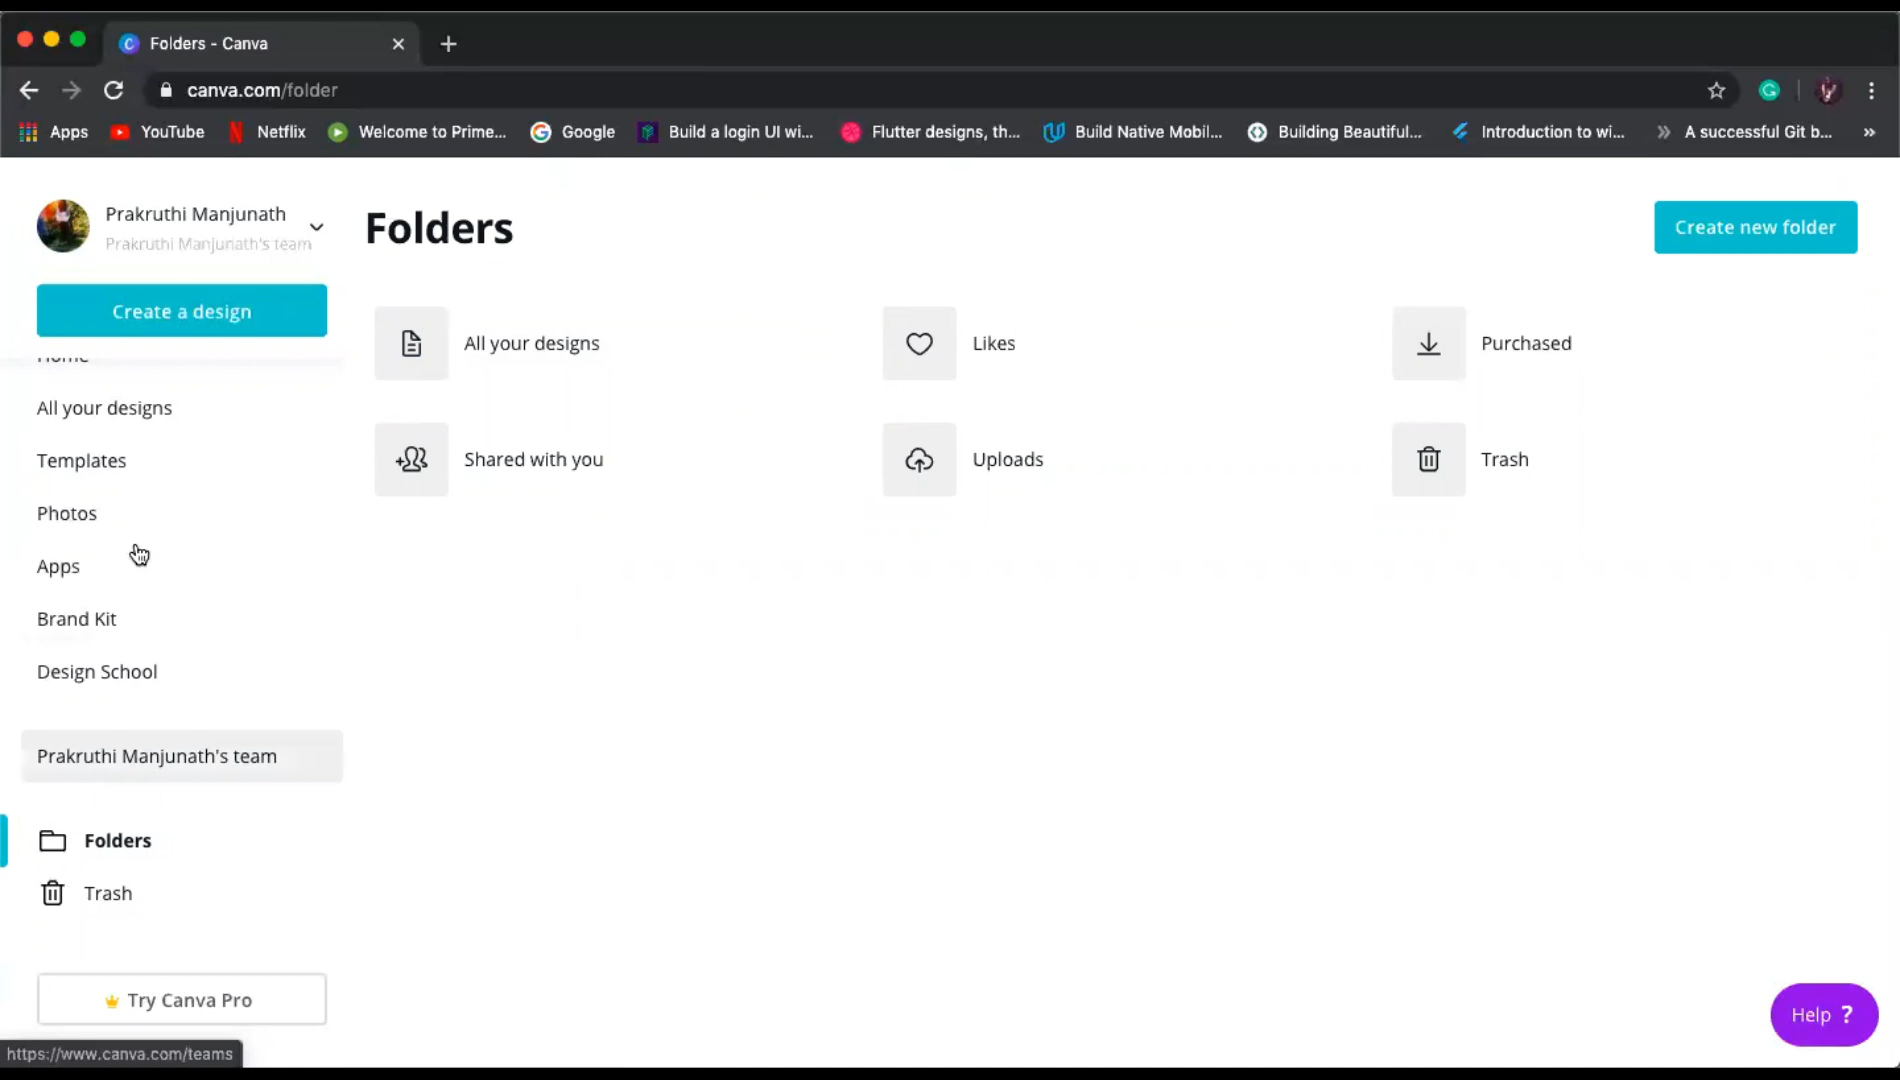 Folders - Canva
canva.com/folder
Apps YouTube Netflix Welcome to Prime... Google Build a login UI wi... Flutter designs, th... Build Native Mobil... Building Beautiful... Introduction to wi... A successful Git b... »
Prakruthi Manjunath
Prakruthi Manjunath's team
Folders
Create new folder
Create a design
All your designs
Likes
Purchased
Shared with you
Uploads
Trash
Home
All your designs
Templates
Photos
Apps
Brand Kit
Design School
Prakruthi Manjunath's team
Folders
Trash
Try Canva Pro
Help ?
https://www.canva.com/teams